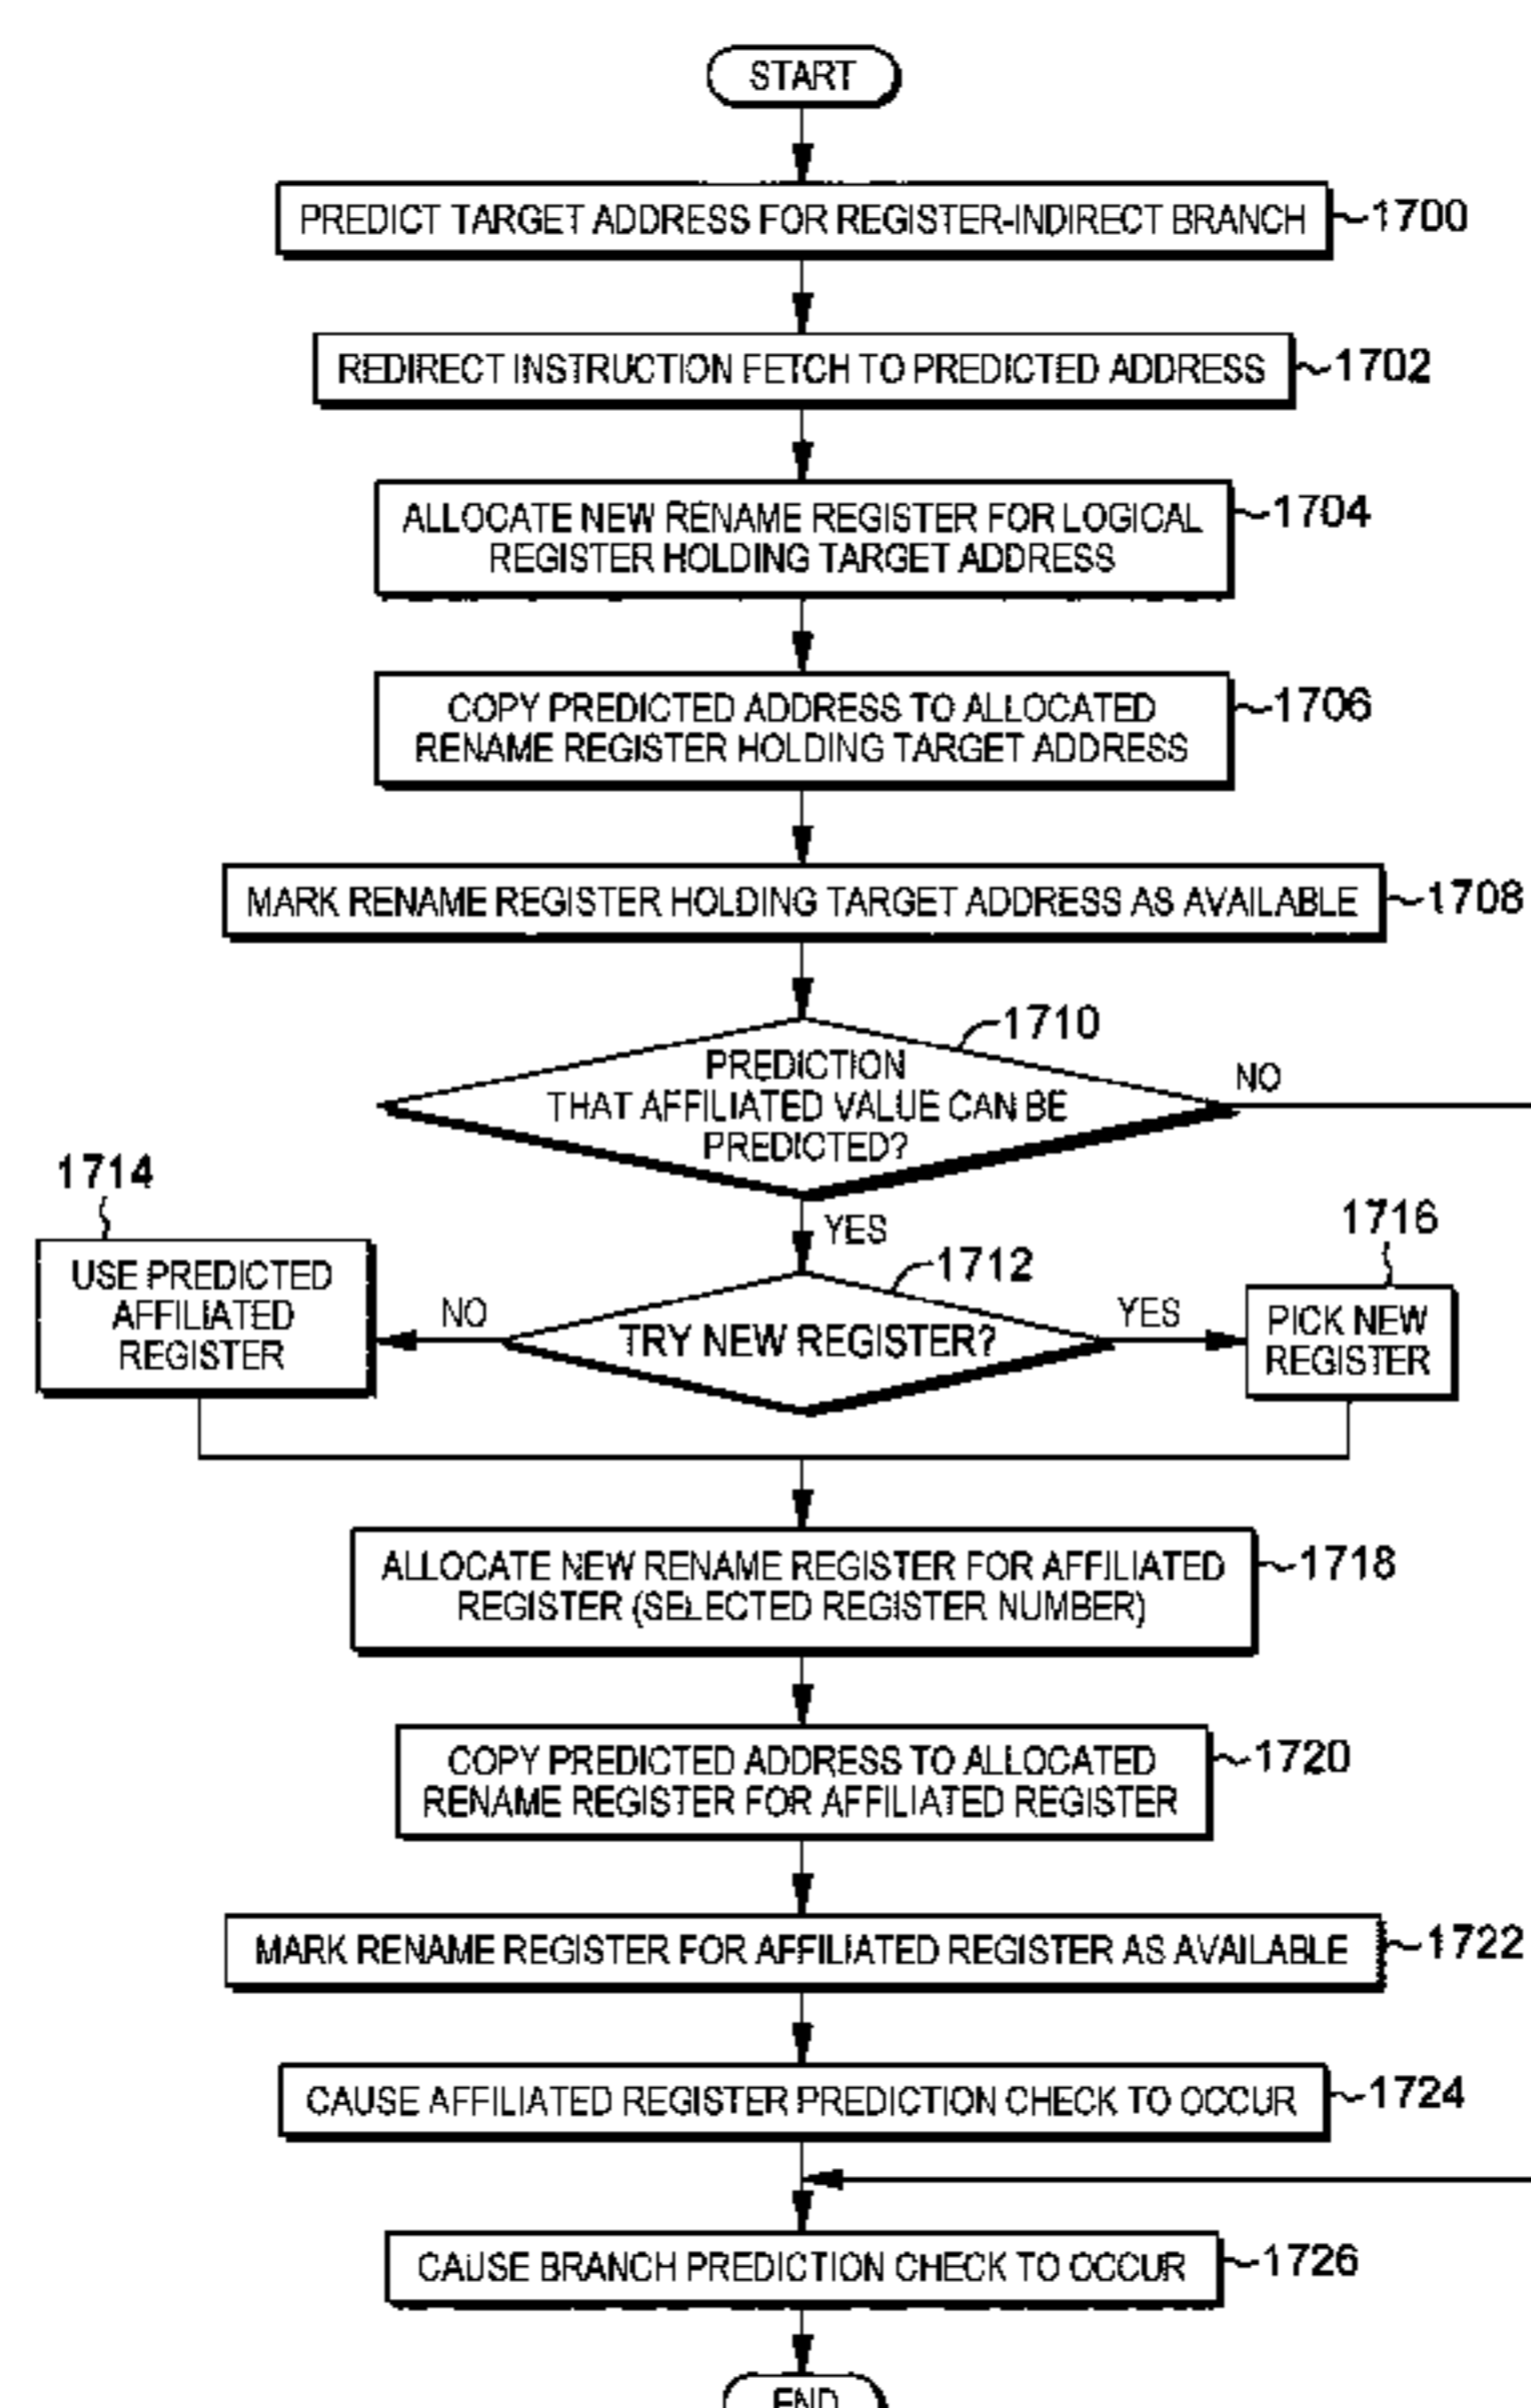 START
PREDICT TARGET ADDRESS FOR REGISTER-INDIRECT BRANCH
1700
REDIRECT INSTRUCTION FETCH TO PREDICTED ADDRESS
1702
ALLOCATE NEW RENAME REGISTER FOR LOGICAL
REGISTER HOLDING TARGET ADDRESS
1704
COPY PREDICTED ADDRESS TO ALLOCATED
RENAME REGISTER HOLDING TARGET ADDRESS
1706
MARK RENAME REGISTER HOLDING TARGET ADDRESS AS AVAILABLE
1708
1710
PREDICTION
THAT AFFILIATED VALUE CAN BE
PREDICTED?
NO
YES
1714
USE PREDICTED
AFFILIATED
REGISTER
NO
1712
TRY NEW REGISTER?
YES
1716
PICK NEW
REGISTER
ALLOCATE NEW RENAME REGISTER FOR AFFILIATED
REGISTER (SELECTED REGISTER NUMBER)
1718
COPY PREDICTED ADDRESS TO ALLOCATED
RENAME REGISTER FOR AFFILIATED REGISTER
1720
MARK RENAME REGISTER FOR AFFILIATED REGISTER AS AVAILABLE
1722
CAUSE AFFILIATED REGISTER PREDICTION CHECK TO OCCUR
1724
CAUSE BRANCH PREDICTION CHECK TO OCCUR
1726
END